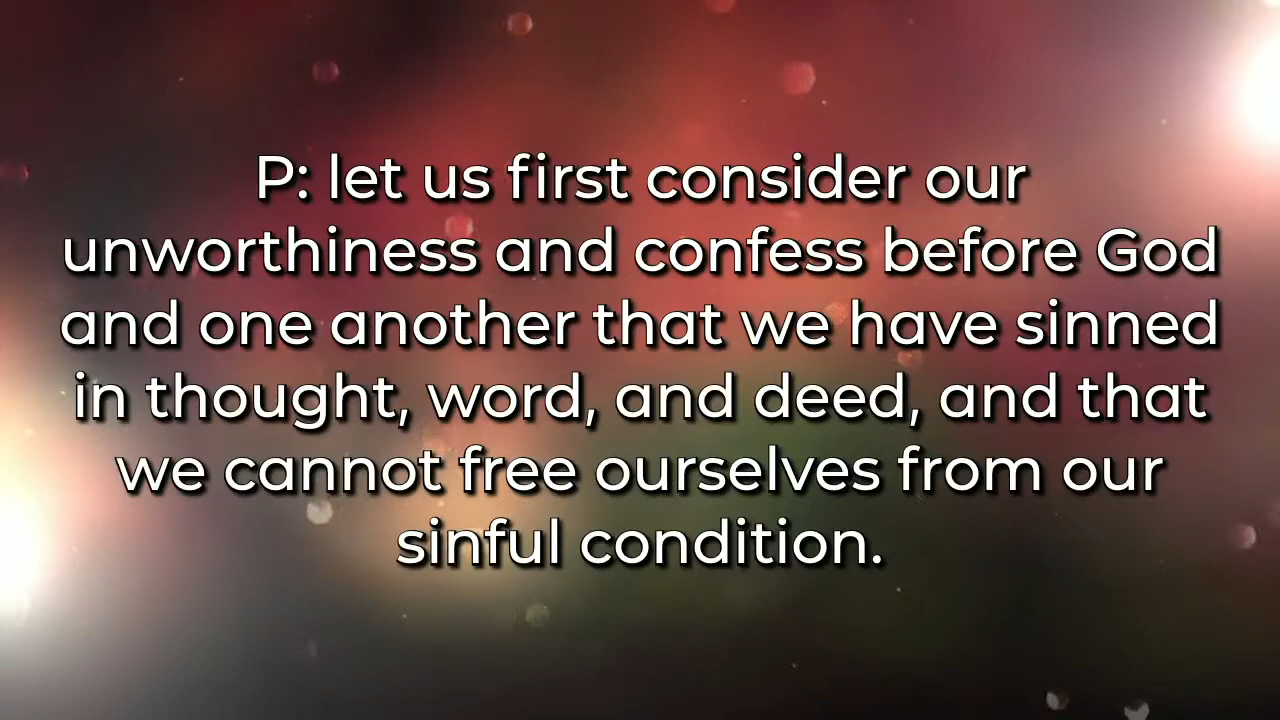 P: let us first consider our
unworthiness and confess before God
and one another that we have sinned
in thought, word, and deed, and that
we cannot free ourselves from our
sinful condition.